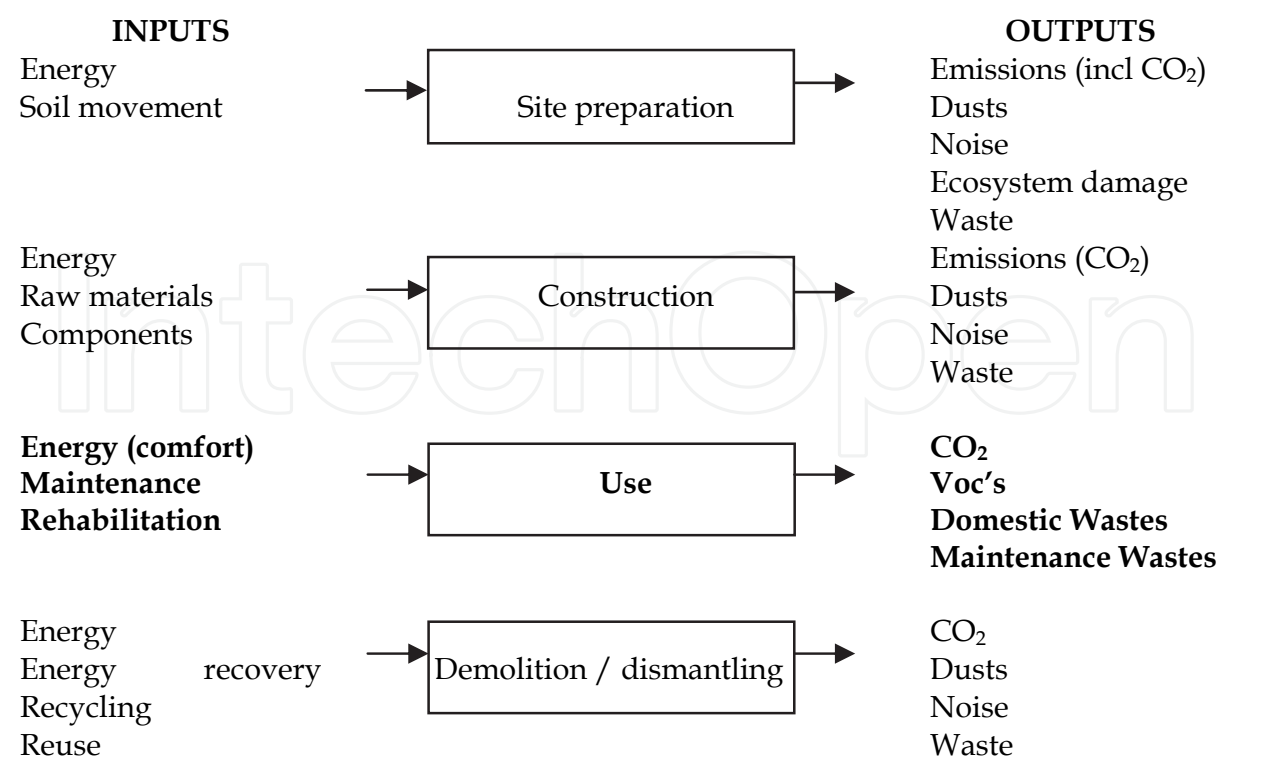 INPUTS
OUTPUTS
Energy
Soil movement
Site preparation
Emissions (incl CO₂)
Dusts
Noise
Ecosystem damage
Waste
Energy
Raw materials
Components
Construction
Emissions (CO₂)
Dusts
Noise
Waste
Energy (comfort)
Maintenance
Rehabilitation
Use
CO₂
Voc's
Domestic Wastes
Maintenance Wastes
Energy
Energy recovery
Recycling
Reuse
Demolition / dismantling
CO₂
Dusts
Noise
Waste
IntechOpen